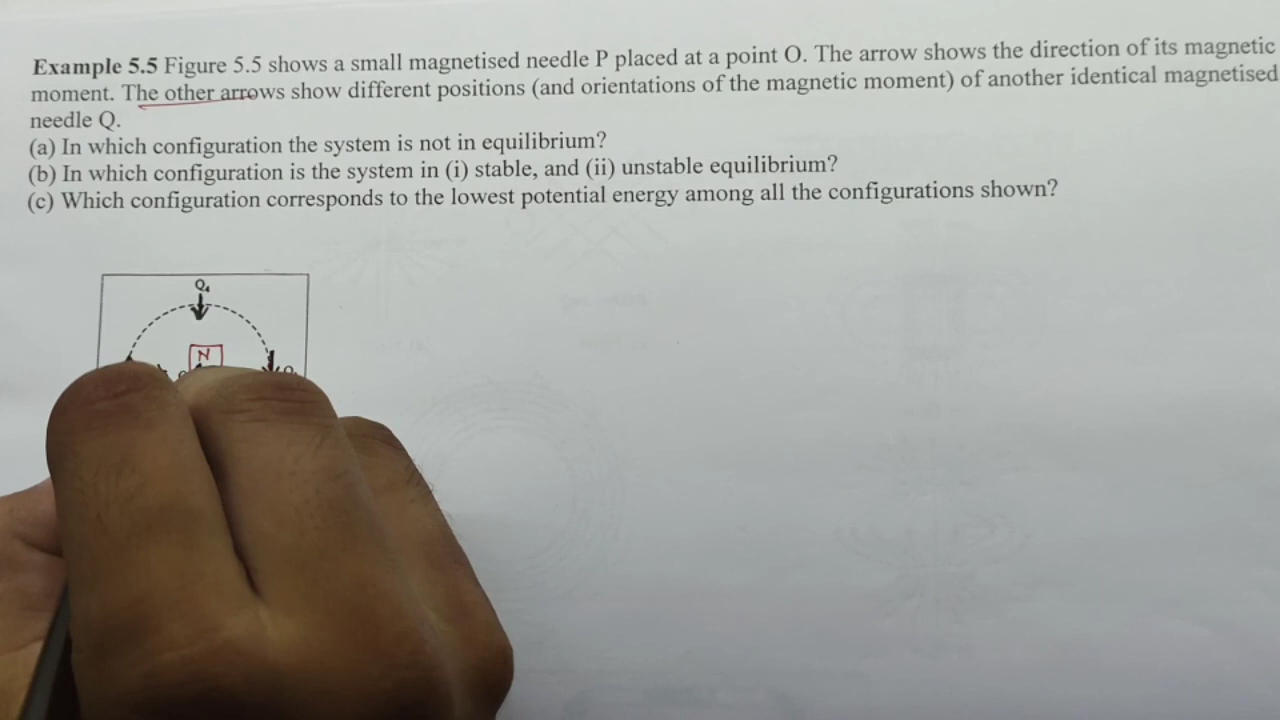 Example 5.5 Figure 5.5 shows a small magnetised needle P placed at a point O. The arrow shows the direction of its magnetic
moment. The other arrows show different positions (and orientations of the magnetic moment) of another identical magnetised
needle Q.
(a) In which configuration the system is not in equilibrium?
(b) In which configuration is the system in (i) stable, and (ii) unstable equilibrium?
(c) Which configuration corresponds to the lowest potential energy among all the configurations shown?
N